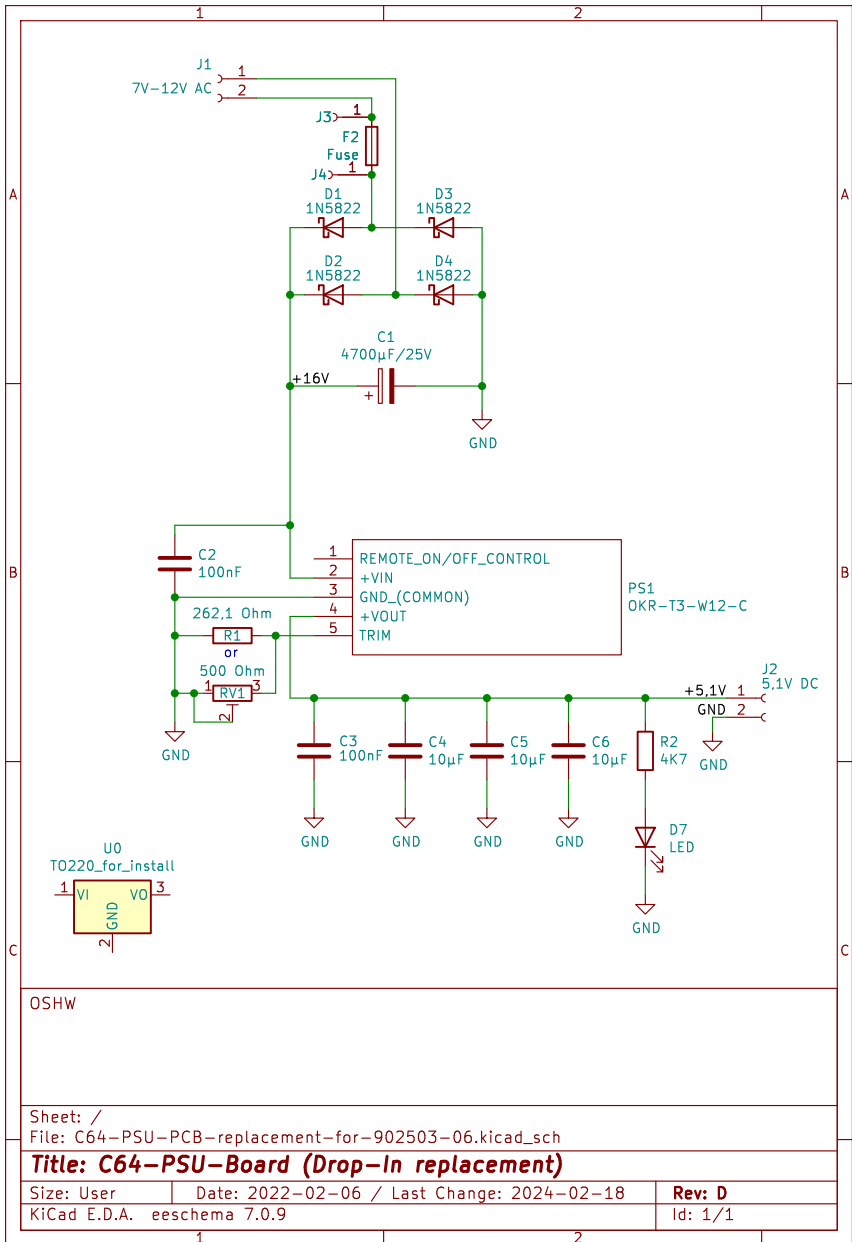 1 2
J1
7V-12V AC
1
2
J3 1
F2
Fuse
J4 1
A A
D1 D3
1N5822 1N5822
D2 D4
1N5822 1N5822
C1
4700µF/25V
+16V
+
GND
C2
100nF
B B
1 REMOTE_ON/OFF_CONTROL
2 +VIN
3 GND_(COMMON)
4 +VOUT
5 TRIM
PS1
OKR-T3-W12-C
262,1 Ohm
R1
or
500 Ohm
1 RV1 3
2
GND
J2
5,1V DC
+5,1V 1
GND 2
GND
C3
100nF
C4
10µF
C5
10µF
C6
10µF
R2
4K7
GND GND GND GND
D7
LED
GND
U0
TO220_for_install
1 VI VO 3
GND
2
C C
OSHW
Sheet: /
File: C64-PSU-PCB-replacement-for-902503-06.kicad_sch
Title: C64-PSU-Board (Drop-In replacement)
Size: User Date: 2022-02-06 / Last Change: 2024-02-18 Rev: D
KiCad E.D.A. eeschema 7.0.9 Id: 1/1
1 2